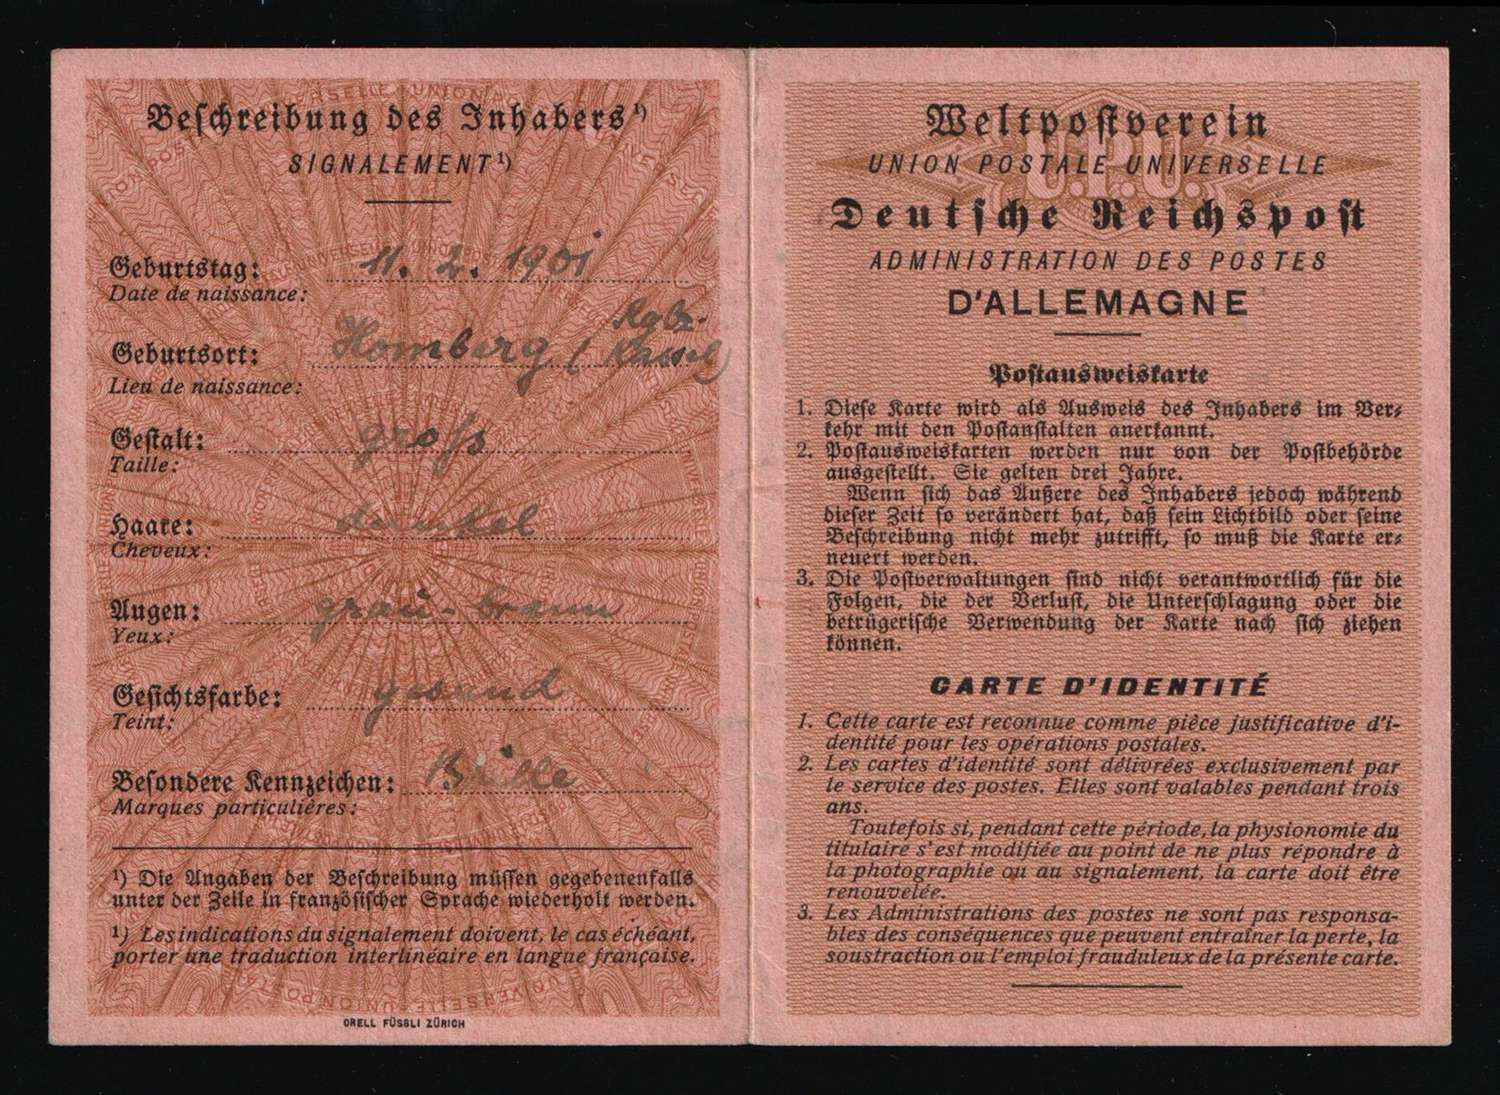 Beschreibung des Inhabers ¹)
SIGNALEMENT ¹)
Geburtstag: 11. 2. 1901
Date de naissance:
Rgbz.
Geburtsort: Homberg ( Kassel )
Lieu de naissance:
Gestalt: groß
Taille:
Haare: dunkel
Cheveux:
Augen: grau-braun
Yeux:
Gesichtsfarbe: gesund
Teint:
Besondere Kennzeichen: Brille
Marques particulières:
¹) Die Angaben der Beschreibung müssen gegebenenfalls
unter der Zeile in französischer Sprache wiederholt werden.
¹) Les indications du signalement doivent, le cas échéant,
porter une traduction interlinéaire en langue française.
ORELL FÜSSLI ZÜRICH
Weltpostverein
UNION POSTALE UNIVERSELLE
U.P.U.
Deutsche Reichspost
ADMINISTRATION DES POSTES
D'ALLEMAGNE
Postausweiskarte
1. Diese Karte wird als Ausweis des Inhabers im Ver-
kehr mit den Postanstalten anerkannt.
2. Postausweiskarten werden nur von der Postbehörde
ausgestellt. Sie gelten drei Jahre.
Wenn sich das Äußere des Inhabers jedoch während
dieser Zeit so verändert hat, daß sein Lichtbild oder seine
Beschreibung nicht mehr zutrifft, so muß die Karte er-
neuert werden.
3. Die Postverwaltungen sind nicht verantwortlich für die
Folgen, die der Verlust, die Unterschlagung oder die
betrügerische Verwendung der Karte nach sich ziehen
können.
CARTE D'IDENTITÉ
1. Cette carte est reconnue comme pièce justificative d'i-
dentité pour les opérations postales.
2. Les cartes d'identité sont délivrées exclusivement par
le service des postes. Elles sont valables pendant trois
ans.
Toutefois si, pendant cette période, la physionomie du
titulaire s'est modifiée au point de ne plus répondre à
la photographie ou au signalement, la carte doit être
renouvelée.
3. Les Administrations des postes ne sont pas responsa-
bles des conséquences que peuvent entraîner la perte, la
soustraction ou l'emploi frauduleux de la présente carte.